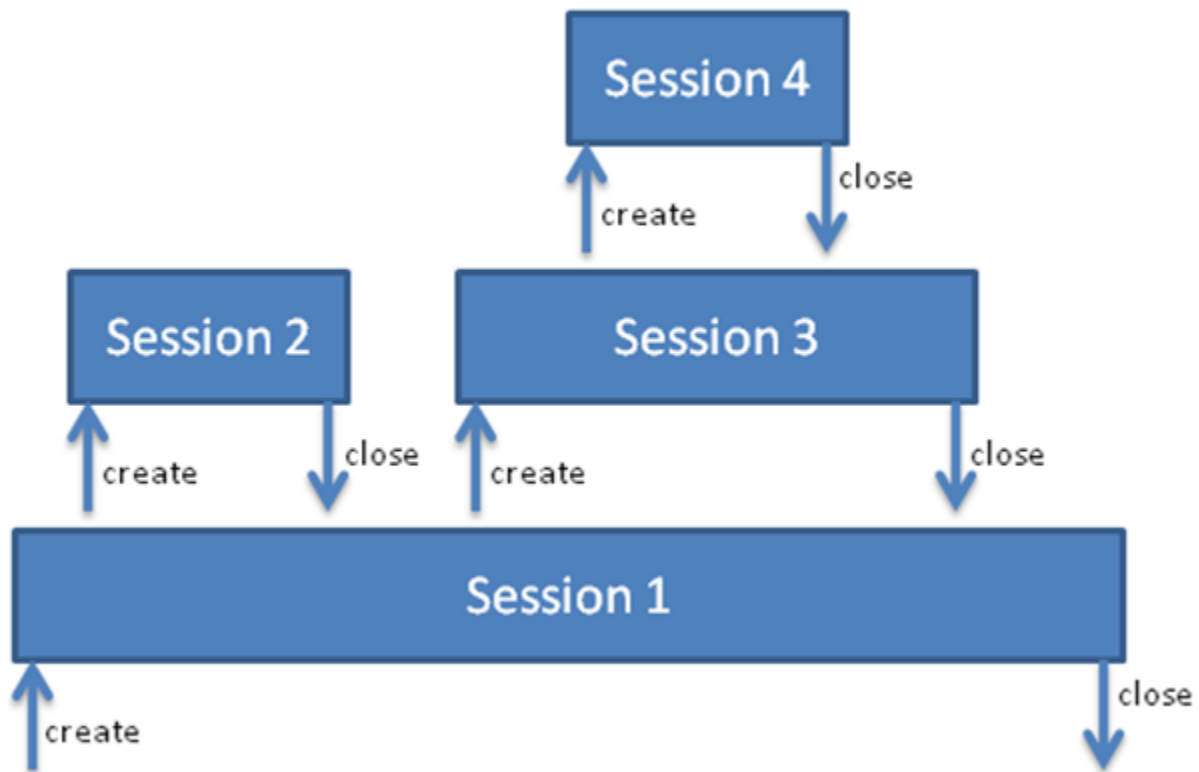 Session 4
close
create
Session 2
Session 3
close
create
close
create
Session 1
close
create